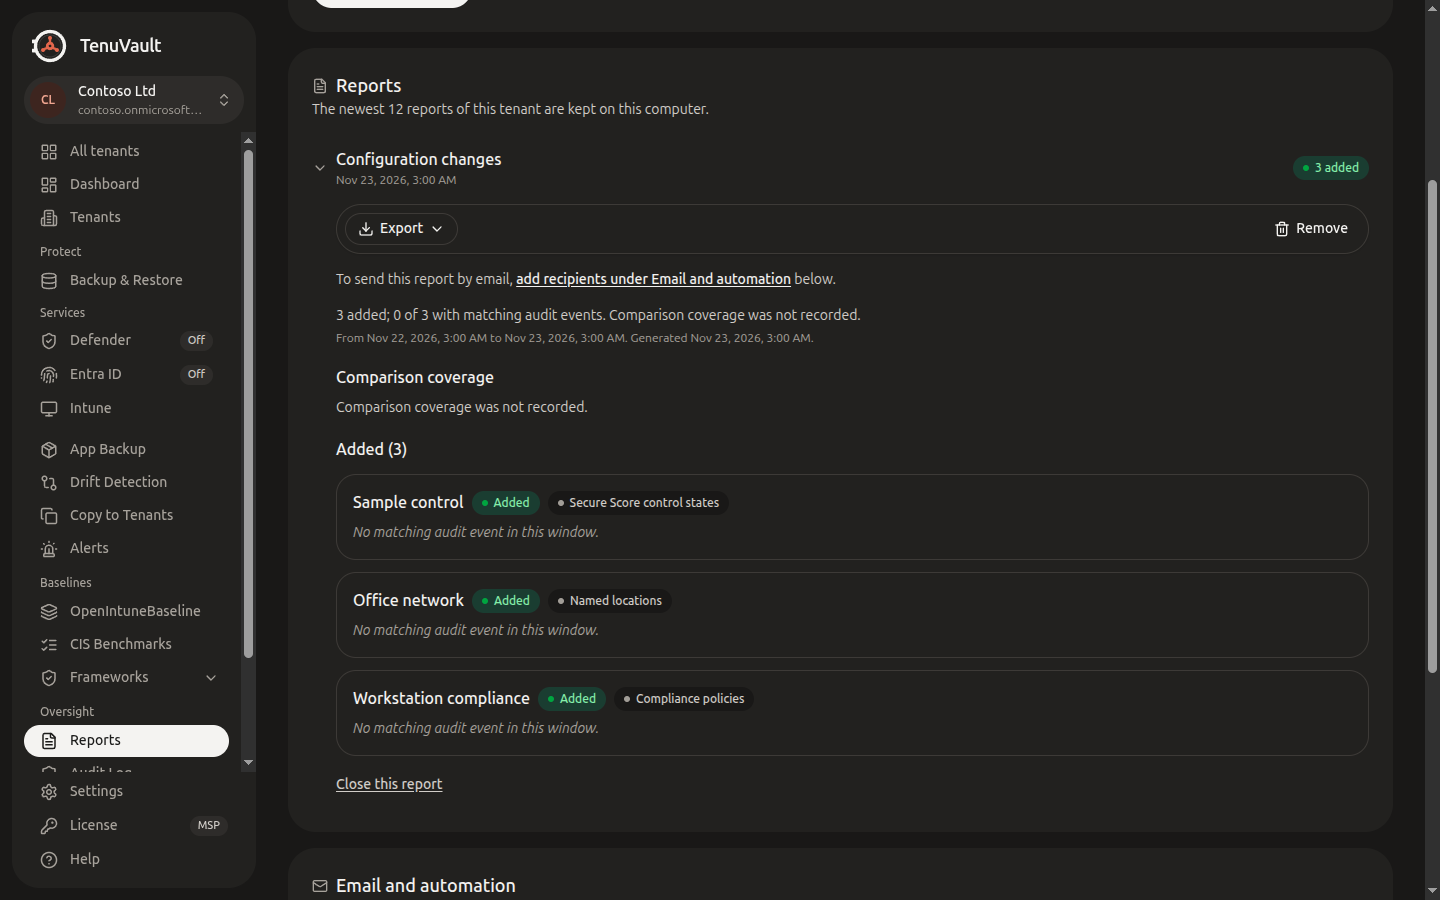 TenuVault
CL
Contoso Ltd
contoso.onmicrosoft...
All tenants
Dashboard
Tenants
Protect
Backup & Restore
Services
Defender Off
Entra ID Off
Intune
App Backup
Drift Detection
Copy to Tenants
Alerts
Baselines
OpenIntuneBaseline
CIS Benchmarks
Frameworks
Oversight
Reports
Audit Log
Settings
License MSP
Help
Reports
The newest 12 reports of this tenant are kept on this computer.
Configuration changes
Nov 23, 2026, 3:00 AM
3 added
Export
Remove
To send this report by email, add recipients under Email and automation below.
3 added; 0 of 3 with matching audit events. Comparison coverage was not recorded.
From Nov 22, 2026, 3:00 AM to Nov 23, 2026, 3:00 AM. Generated Nov 23, 2026, 3:00 AM.
Comparison coverage
Comparison coverage was not recorded.
Added (3)
Sample control Added Secure Score control states
No matching audit event in this window.
Office network Added Named locations
No matching audit event in this window.
Workstation compliance Added Compliance policies
No matching audit event in this window.
Close this report
Email and automation